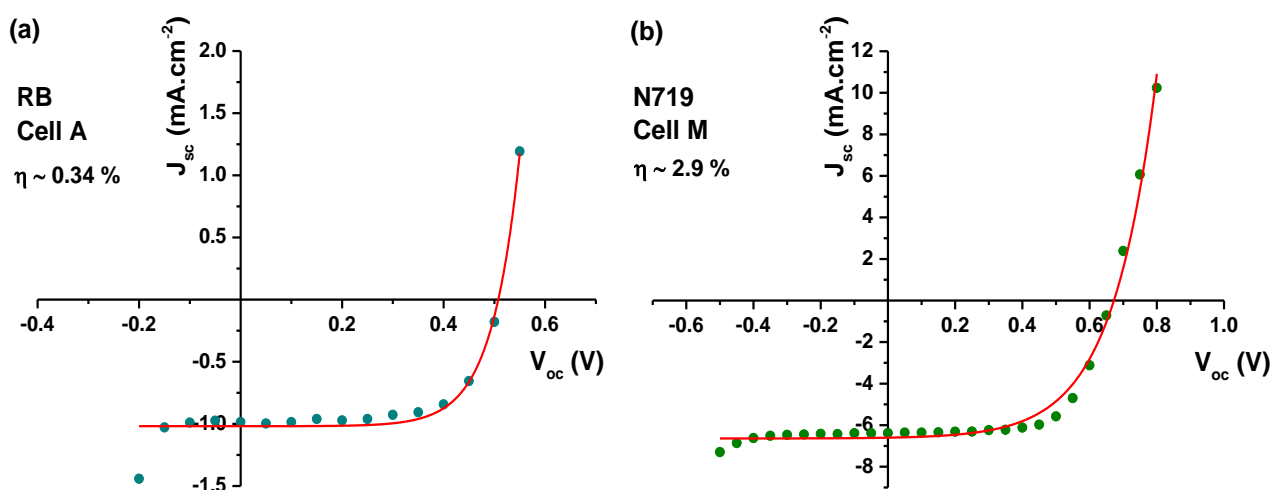 (a)
RB
Cell A
η ~ 0.34 %
J_sc (mA.cm^-2)
2.0
1.5
1.0
0.5
-0.5
-1.0
-1.5
-0.4
-0.2
0.2
0.4
0.6
V_oc (V)
(b)
N719
Cell M
η ~ 2.9 %
J_sc (mA.cm^-2)
12
10
8
6
4
2
-2
-4
-6
-8
-0.6
-0.4
-0.2
0.2
0.4
0.6
0.8
1.0
V_oc (V)